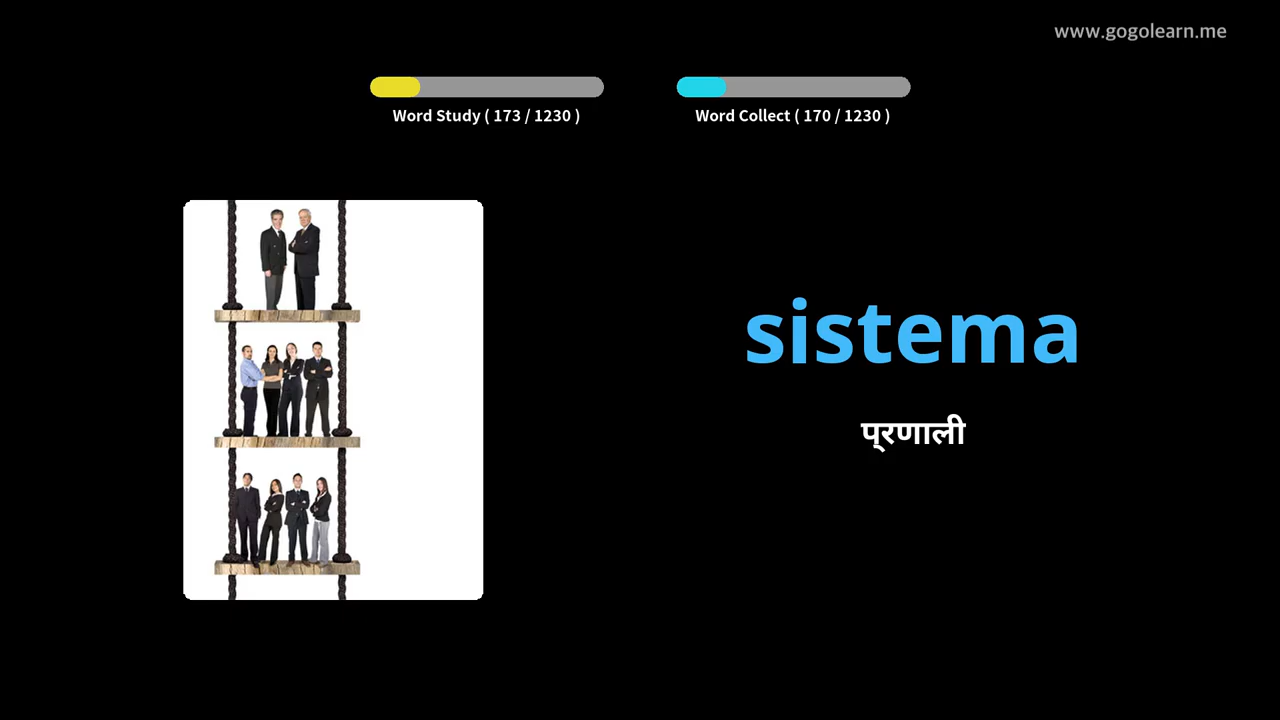 www.gogolearn.me
Word Study ( 173 / 1230 )
Word Collect ( 170 / 1230 )
sistema
प्रणाली